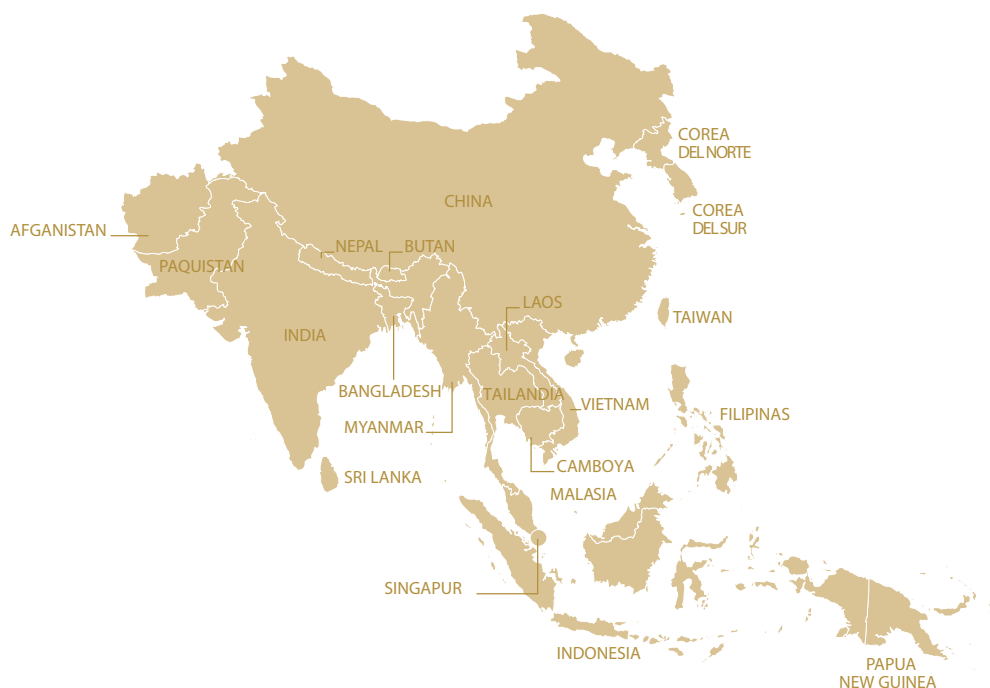 COREA
DEL NORTE
CHINA
COREA
DEL SUR
AFGANISTAN
NEPAL
BUTAN
PAQUISTAN
LAOS
TAIWAN
INDIA
BANGLADESH
TAILANDIA
VIETNAM
FILIPINAS
MYANMAR
CAMBOYA
SRI LANKA
MALASIA
SINGAPUR
INDONESIA
PAPUA
NEW GUINEA